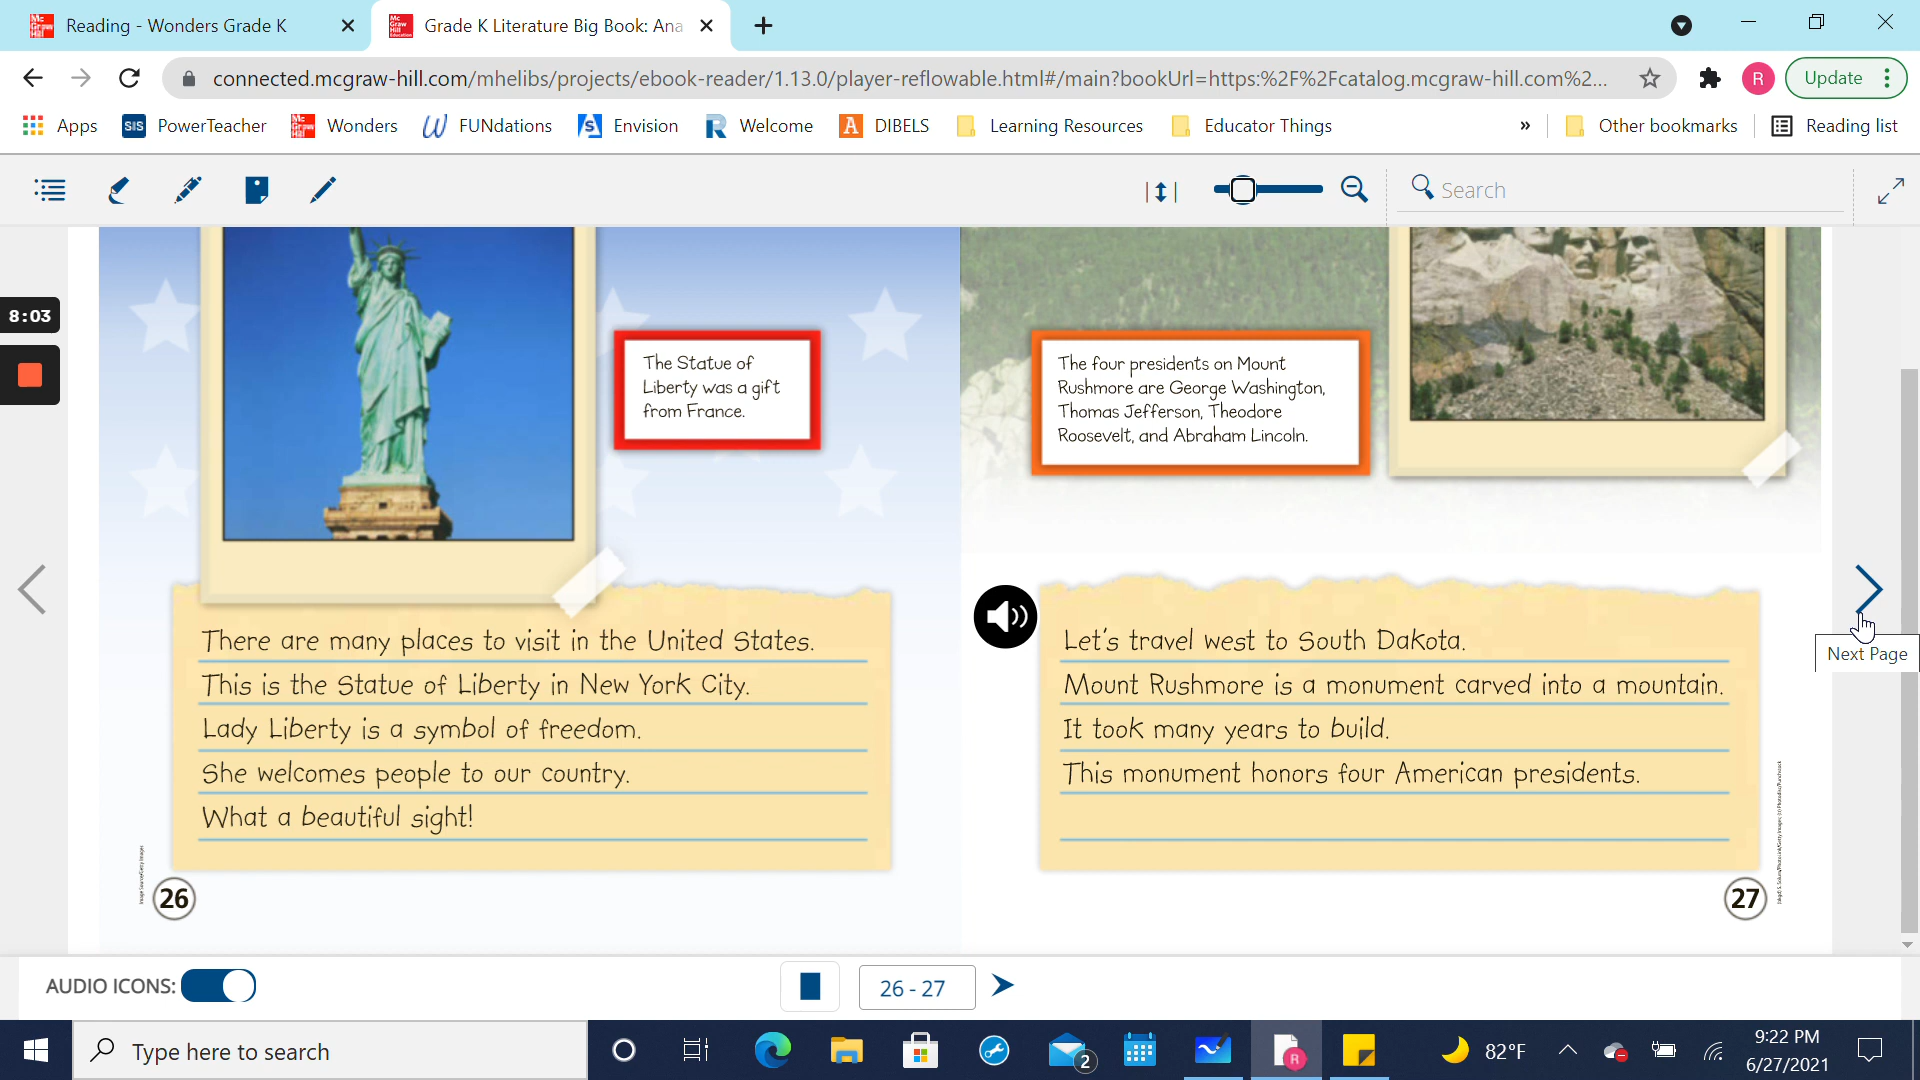 Reading - Wonders Grade K
Grade K Literature Big Book: Ana
connected.mcgraw-hill.com/mhelibs/projects/ebook-reader/1.13.0/player-reflowable.html#/main?bookUrl=https:%2F%2Fcatalog.mcgraw-hill.com%2...
R
Update
Apps
SIS
PowerTeacher
Wonders
FUNdations
Envision
Welcome
DIBELS
Learning Resources
Educator Things
»
Other bookmarks
Reading list
Search
8:03
The Statue of
Liberty was a gift
from France.
The four presidents on Mount
Rushmore are George Washington,
Thomas Jefferson, Theodore
Roosevelt, and Abraham Lincoln.
There are many places to visit in the United States.
This is the Statue of Liberty in New York City.
Lady Liberty is a symbol of freedom.
She welcomes people to our country.
What a beautiful sight!
26
Let's travel west to South Dakota.
Mount Rushmore is a monument carved into a mountain.
It took many years to build.
This monument honors four American presidents.
27
Next Page
AUDIO ICONS:
26 - 27
Type here to search
2
R
82°F
9:22 PM
6/27/2021